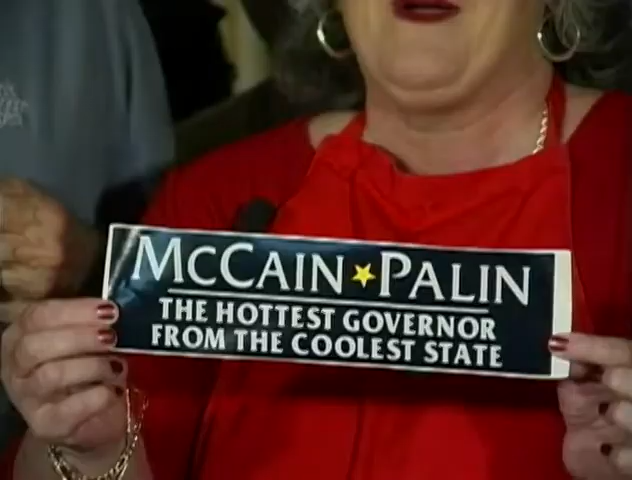 McCAIN ★ PALIN
THE HOTTEST GOVERNOR
FROM THE COOLEST STATE